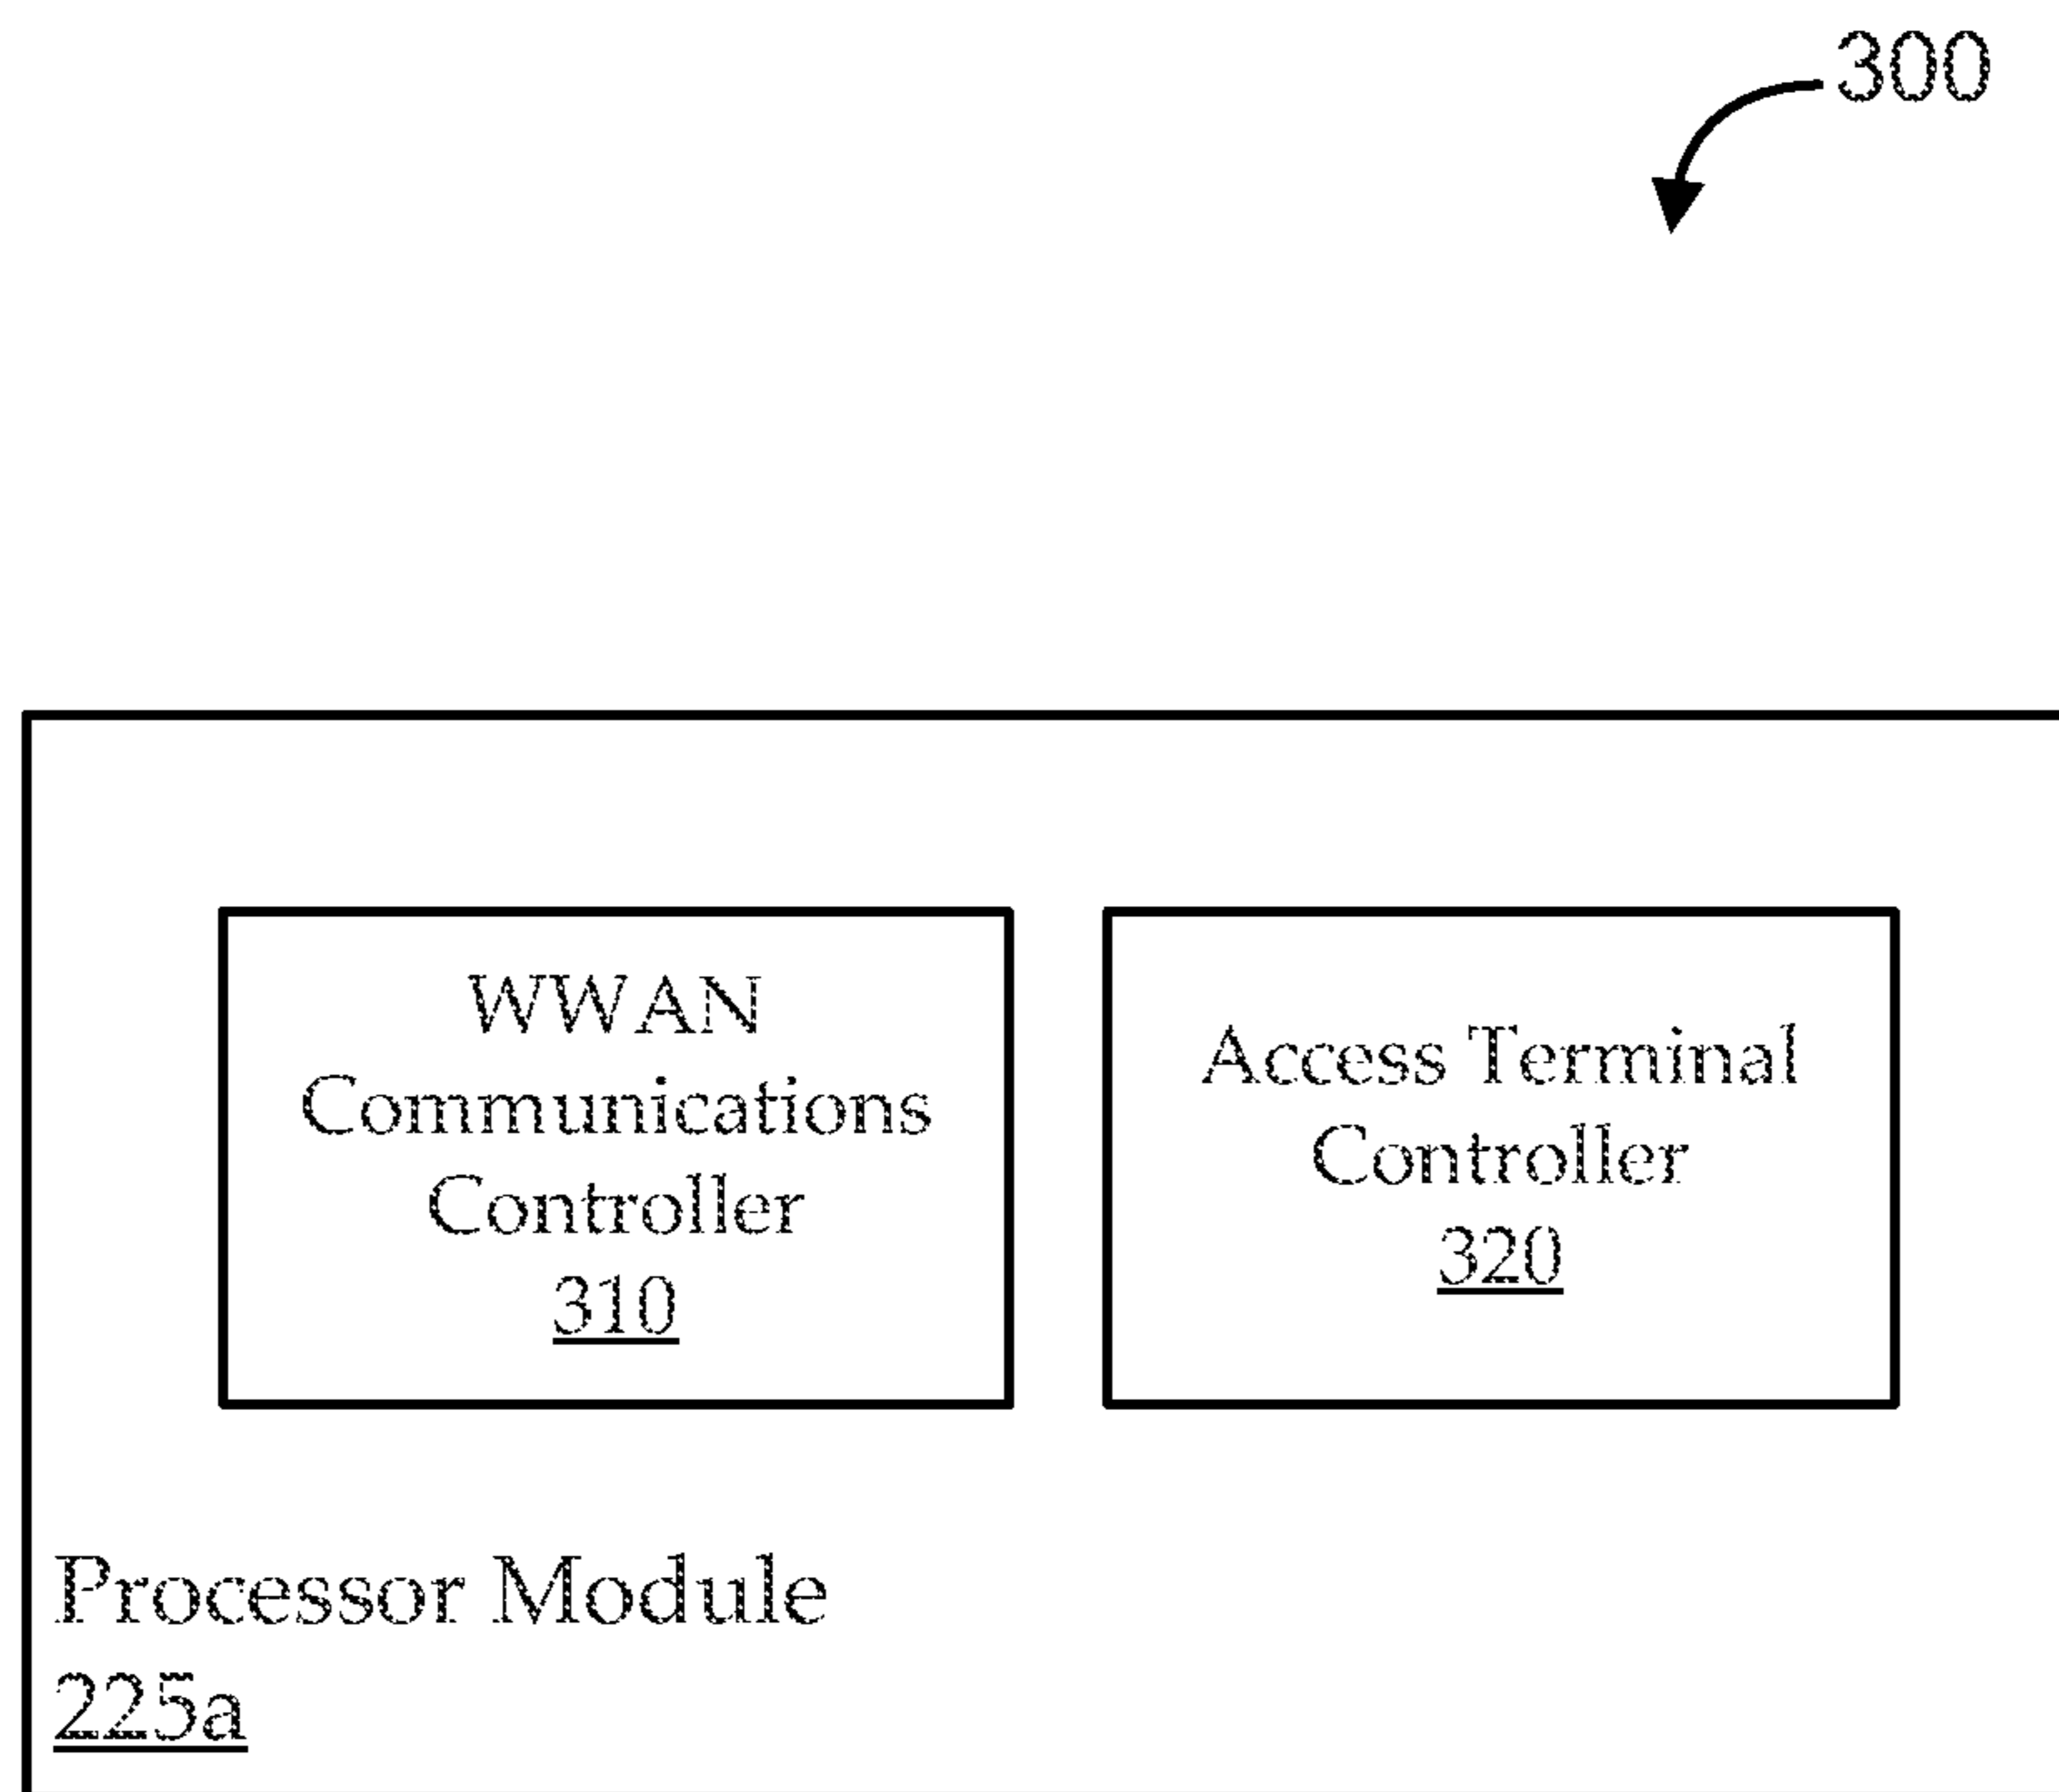 300
WWAN
Communications
Controller
310
Access Terminal
Controller
320
Processor Module
225a